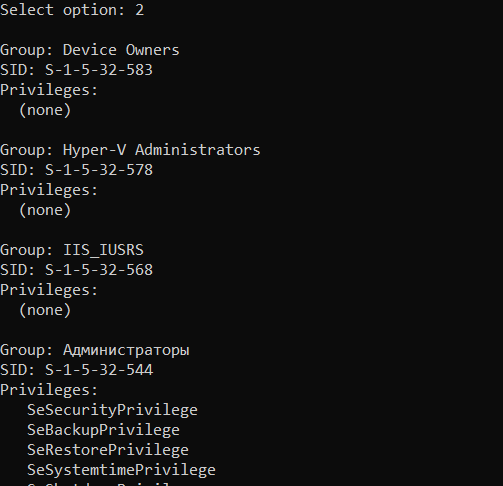 Select option: 2
Group: Device Owners
SID: S-1-5-32-583
Privileges:
(none)
Group: Hyper-V Administrators
SID: S-1-5-32-578
Privileges:
(none)
Group: IIS_IUSRS
SID: S-1-5-32-568
Privileges:
(none)
Group: Администраторы
SID: S-1-5-32-544
Privileges:
SeSecurityPrivilege
SeBackupPrivilege
SeRestorePrivilege
SeSystemtimePrivilege